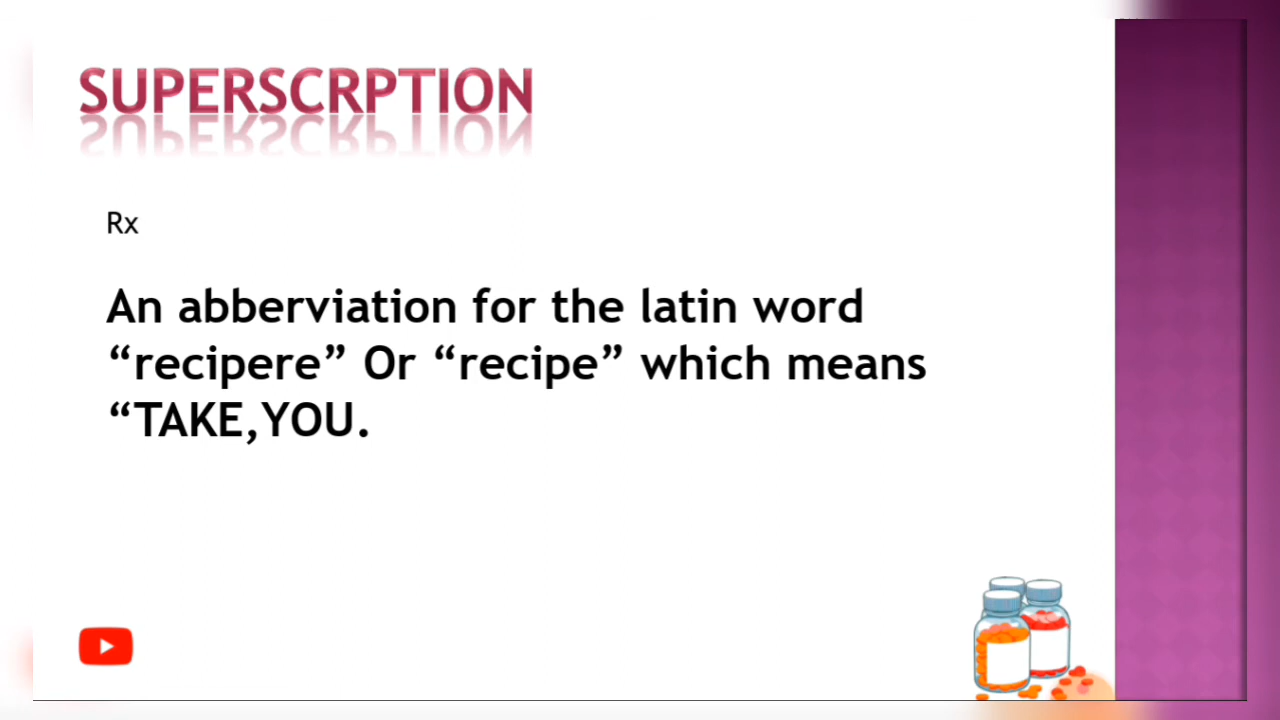 SUPERSCRPTION
Rx
An abberviation for the latin word
“recipere” Or “recipe” which means
“TAKE,YOU.